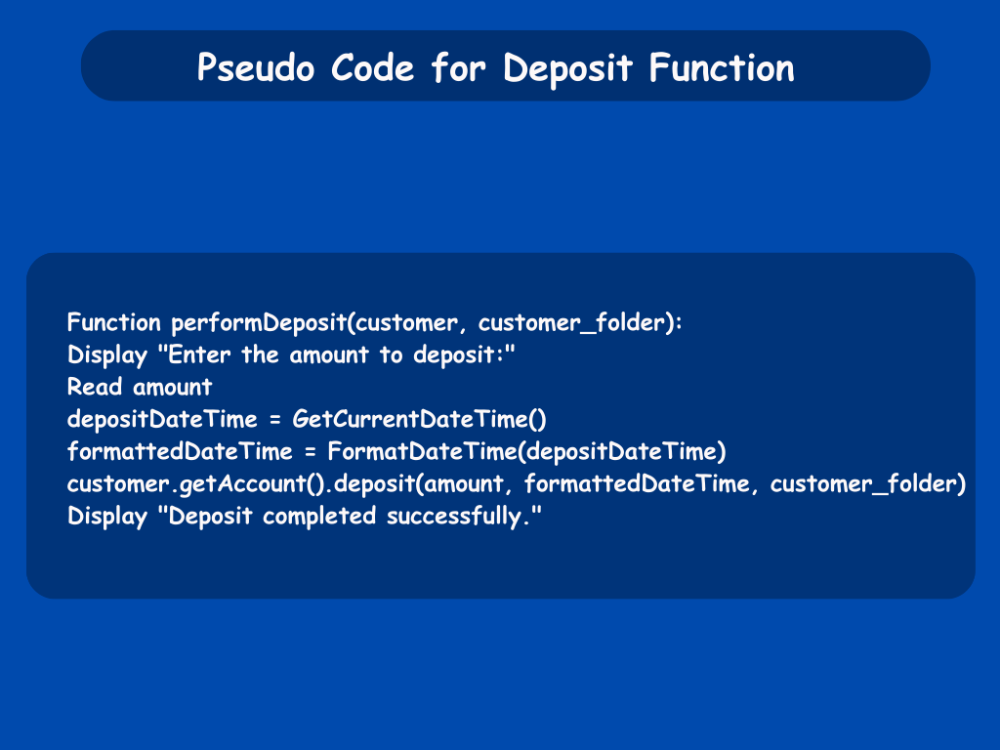 Pseudo Code for Deposit Function
Function performDeposit(customer, customer_folder):
Display "Enter the amount to deposit:"
Read amount
depositDateTime = GetCurrentDateTime()
formattedDateTime = FormatDateTime(depositDateTime)
customer.getAccount().deposit(amount, formattedDateTime, customer_folder)
Display "Deposit completed successfully."